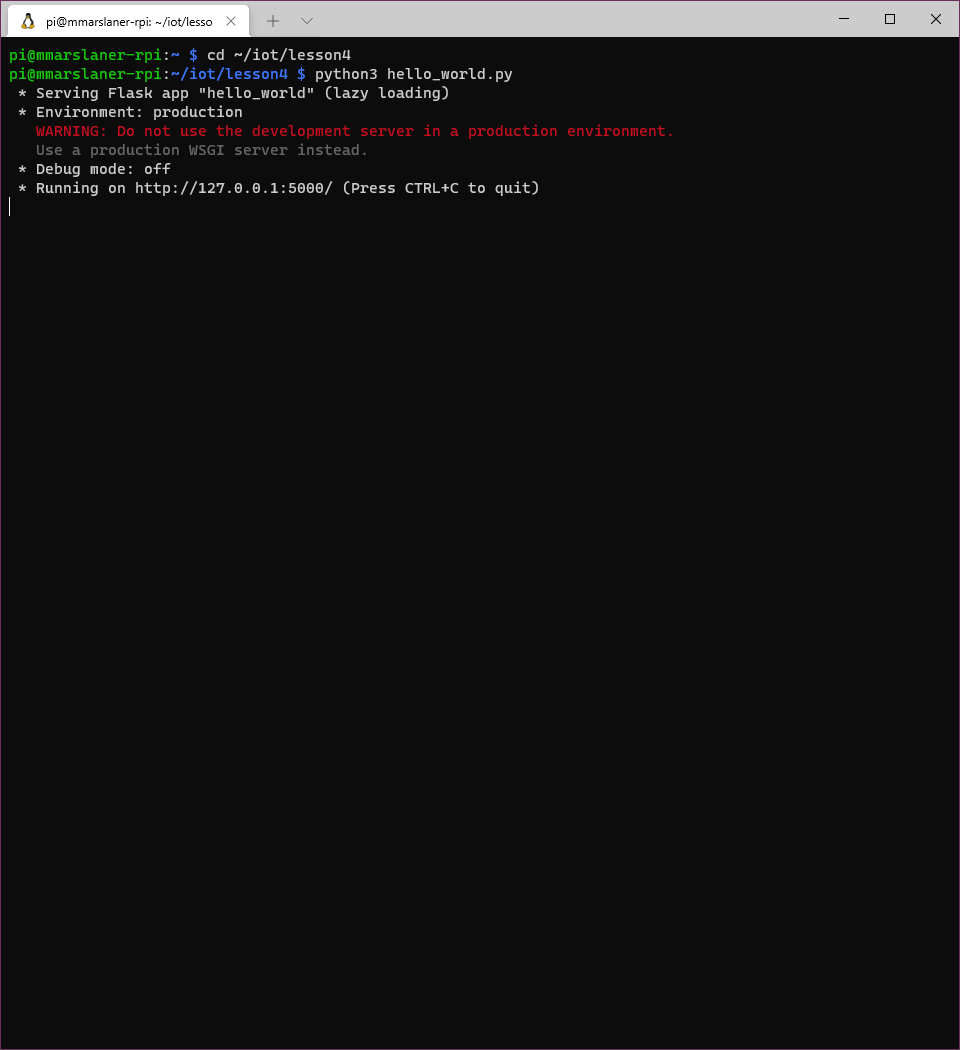 pi@mmarslaner-rpi: ~/iot/lesso
pi@mmarslaner-rpi:~ $ cd ~/iot/lesson4
pi@mmarslaner-rpi:~/iot/lesson4 $ python3 hello_world.py
 * Serving Flask app "hello_world" (lazy loading)
 * Environment: production
   WARNING: Do not use the development server in a production environment.
   Use a production WSGI server instead.
 * Debug mode: off
 * Running on http://127.0.0.1:5000/ (Press CTRL+C to quit)